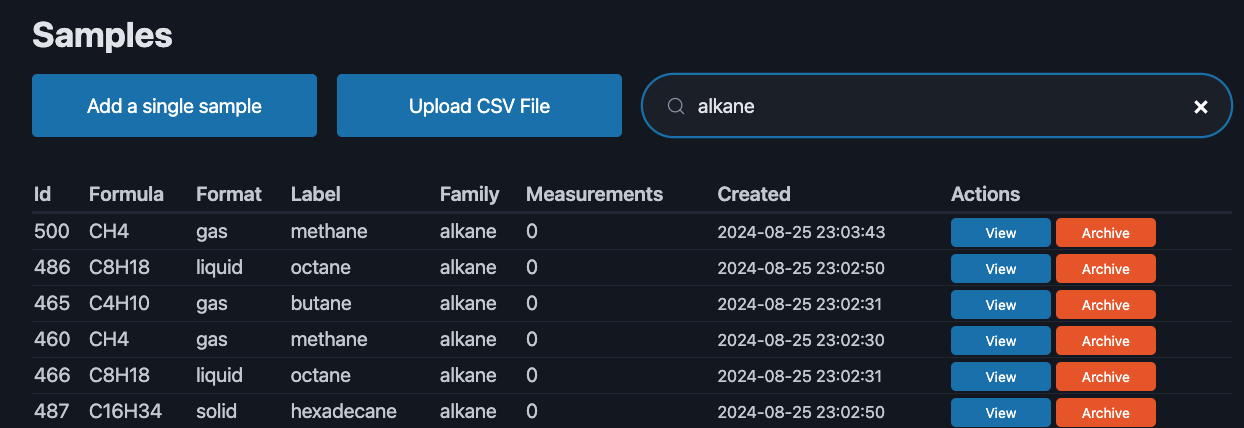 Samples
Add a single sample Upload CSV File alkane
Id Formula Format Label Family Measurements Created Actions
500 CH4 gas methane alkane 0 2024-08-25 23:03:43 View Archive
486 C8H18 liquid octane alkane 0 2024-08-25 23:02:50 View Archive
465 C4H10 gas butane alkane 0 2024-08-25 23:02:31 View Archive
460 CH4 gas methane alkane 0 2024-08-25 23:02:30 View Archive
466 C8H18 liquid octane alkane 0 2024-08-25 23:02:31 View Archive
487 C16H34 solid hexadecane alkane 0 2024-08-25 23:02:50 View Archive